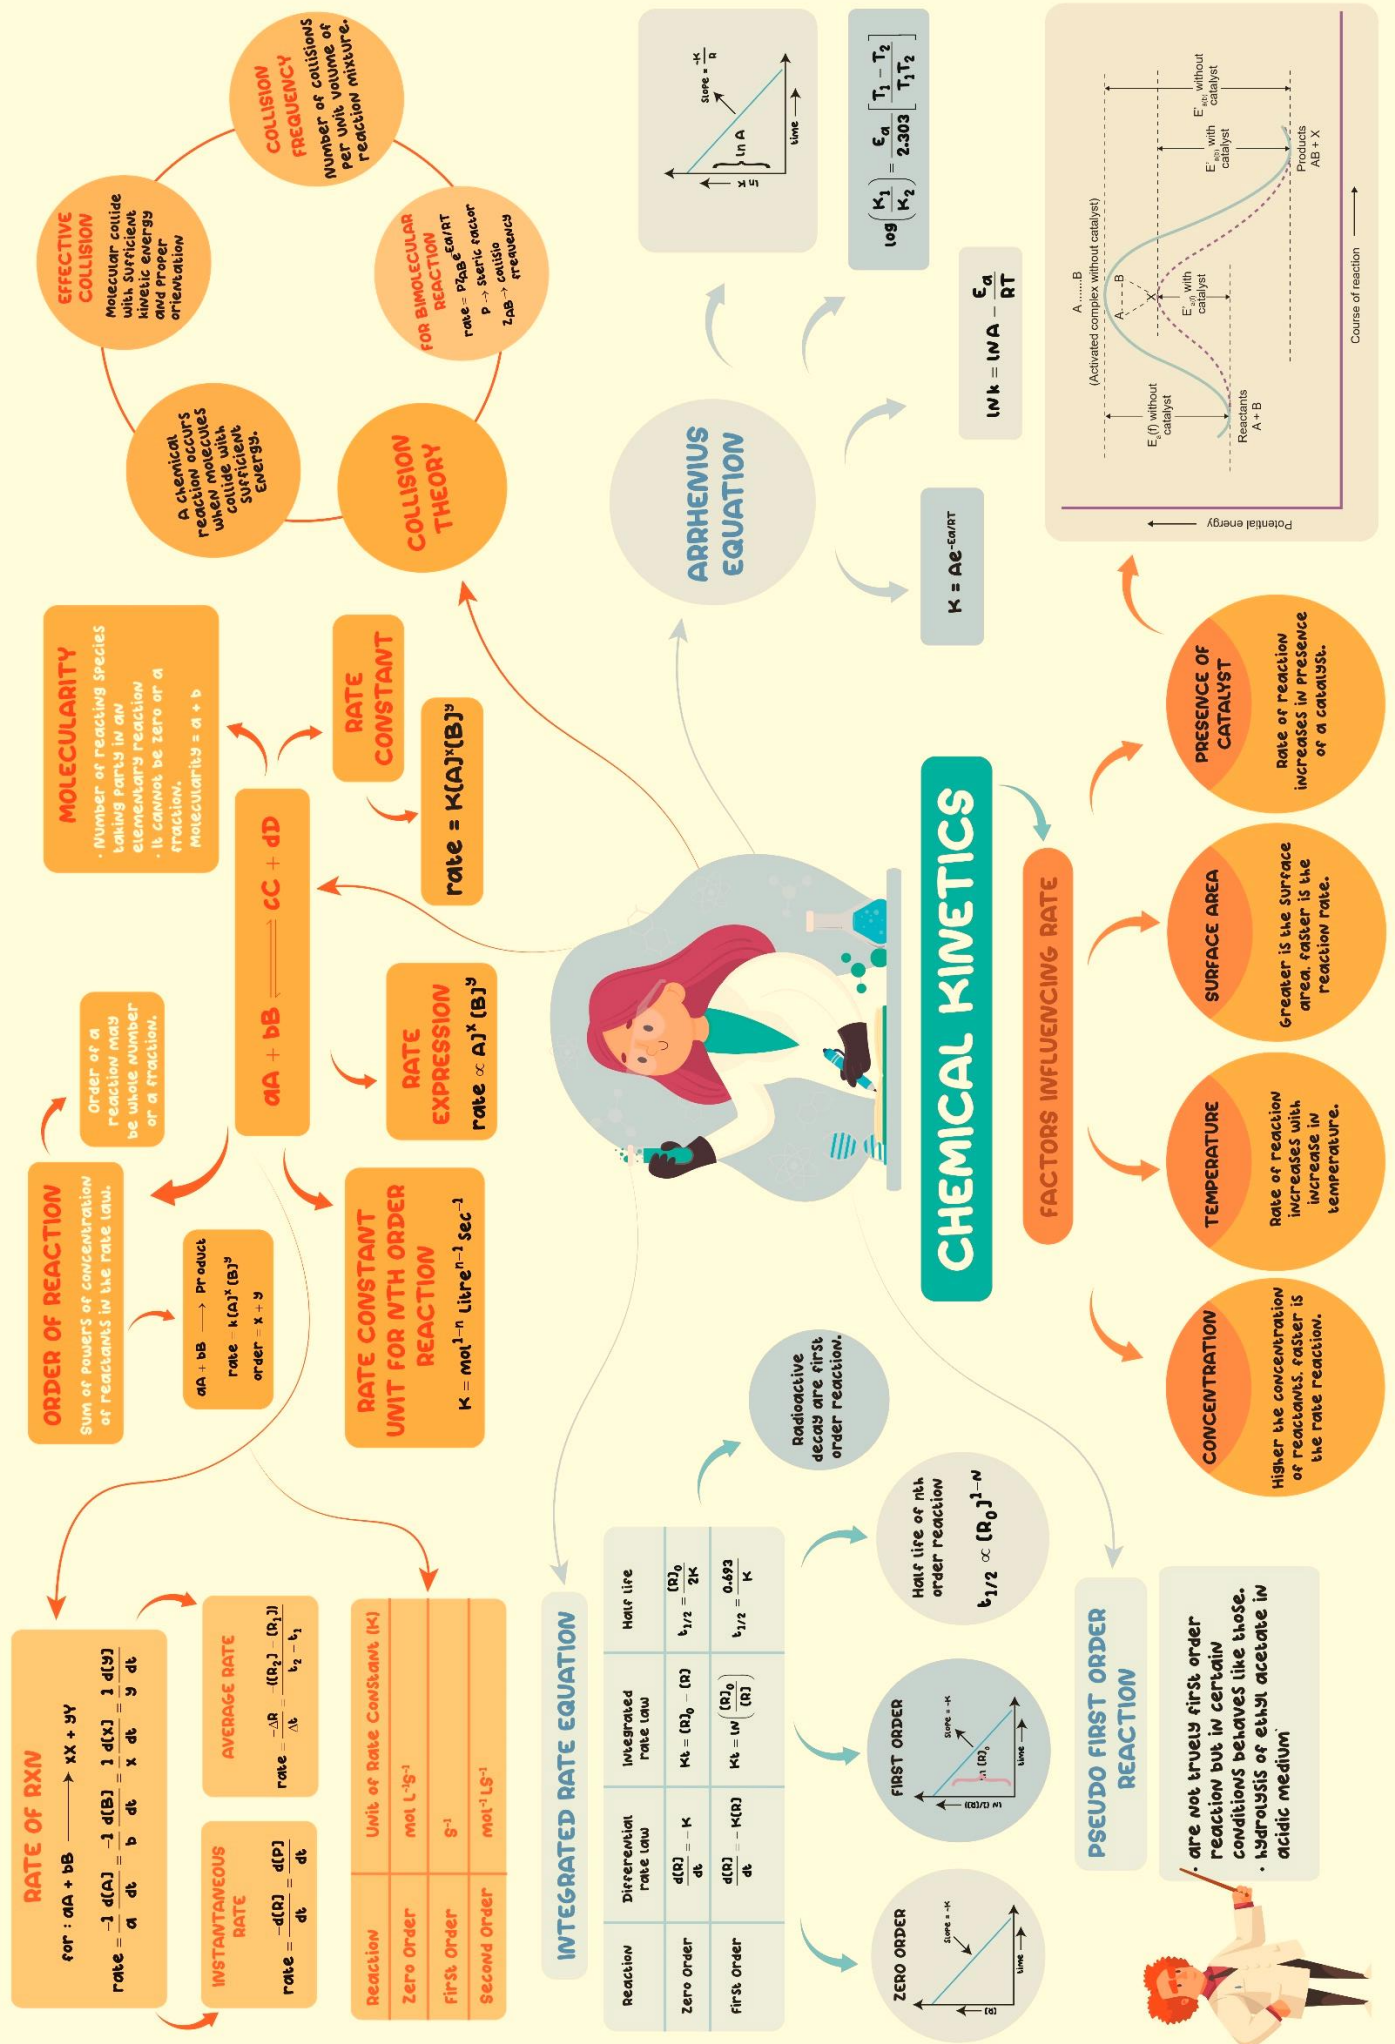 RATE OF RXN
for : aA + bB ⟶ xX + yY
rate = -1/a d[A]/dt = -1/b d[B]/dt = 1/x d[X]/dt = 1/y d[Y]/dt
INSTANTANEOUS
RATE
rate = -d[R]/dt = d[P]/dt
AVERAGE RATE
rate = -ΔR/Δt = -([R₂] - [R₁])/t₂ - t₁
Reaction Unit of Rate Constant (K)
Zero Order mol L⁻¹S⁻¹
First Order S⁻¹
Second Order mol⁻¹ LS⁻¹
ORDER OF REACTION
Sum of Powers of concentration
of reactants in the rate law.
Order of a
reaction may
be whole number
or a fraction.
aA + bB ⟶ Product
rate - k[A]ˣ [B]ʸ
order = x + y
aA + bB ⇌ CC + dD
RATE CONSTANT
UNIT FOR NTH ORDER
REACTION
K = mol¹⁻ⁿ Litreⁿ⁻¹ sec⁻¹
RATE
EXPRESSION
rate ∝ A]ˣ [B]ʸ
MOLECULARITY
· Number of reacting species
taking Party in an
elementary reaction
· It cannot be zero or a
fraction.
Molecularity = a + b
RATE
CONSTANT
rate = K[A]ˣ[B]ʸ
COLLISION
THEORY
A chemical
reaction occurs
when molecules
collide with
sufficient
Energy.
EFFECTIVE
COLLISION
Molecular collide
with sufficient
kinetic energy
and proper
orientation
COLLISION
FREQUENCY
Number of collisions
Per unit volume of
reaction mixture.
FOR BIMOLECULAR
REACTION
rate = PZ_AB e^-Ea/RT
P → Steric factor
Z_AB → collisio
frequency
INTEGRATED RATE EQUATION
Reaction Differential rate law Integrated rate law Half life
Zero Order d[R]/dt = - K Kt = [R]₀ - [R] t₁/₂ = [R]₀/2K
First Order d[R]/dt = - K[R] Kt = ln([R]₀/[R]) t₁/₂ = 0.693/K
ZERO ORDER
[R]
Slope = -K
time
FIRST ORDER
Slope = -K
time
Half life of nth
order reaction
t₁/₂ ∝ [R₀]¹⁻ᴺ
Radioactive
decay are first
order reaction.
ARRHENIUS
EQUATION
K = Ae^-Ea/RT
lNk = lNA - Ea/RT
log(K₁/K₂) = Ea/2.303 [T₁ - T₂/T₁T₂]
ln K
ln A
Slope = -K/R
time
CHEMICAL KINETICS
PSEUDO FIRST ORDER
REACTION
· are not truely first order
reaction but in certain
conditions behaves like those.
· hydrolysis of ethyl acetate in
acidic medium
FACTORS INFLUENCING RATE
CONCENTRATION
Higher the concentration
of reactants, faster is
the rate reaction.
TEMPERATURE
Rate of reaction
increases with
increase in
temperature.
SURFACE AREA
Greater is the surface
area, faster is the
reaction rate.
PRESENCE OF
CATALYST
Rate of reaction
increases in presence
of a catalyst.
Potential energy
A ........B
(Activated complex without catalyst)
A B
X
Eₐ(f) without
catalyst
E'ₐ(f) with
catalyst
E'ₐ(b) with
catalyst
E'ₐ(b) without
catalyst
Reactants
A + B
Products
AB + X
Course of reaction